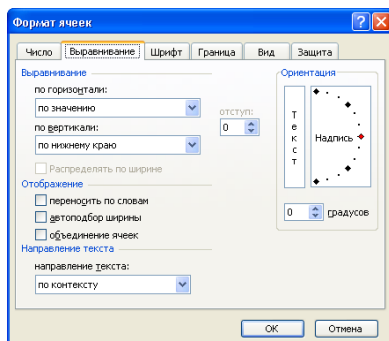 Формат ячеек
Число Выравнивание Шрифт Граница Вид Защита
Выравнивание
по горизонтали:
по значению
отступ:
по вертикали:
0
по нижнему краю
Распределять по ширине
Отображение
переносить по словам
автоподбор ширины
объединение ячеек
Направление текста
направление текста:
по контексту
Ориентация
Текст
Надпись
0 градусов
ОК Отмена